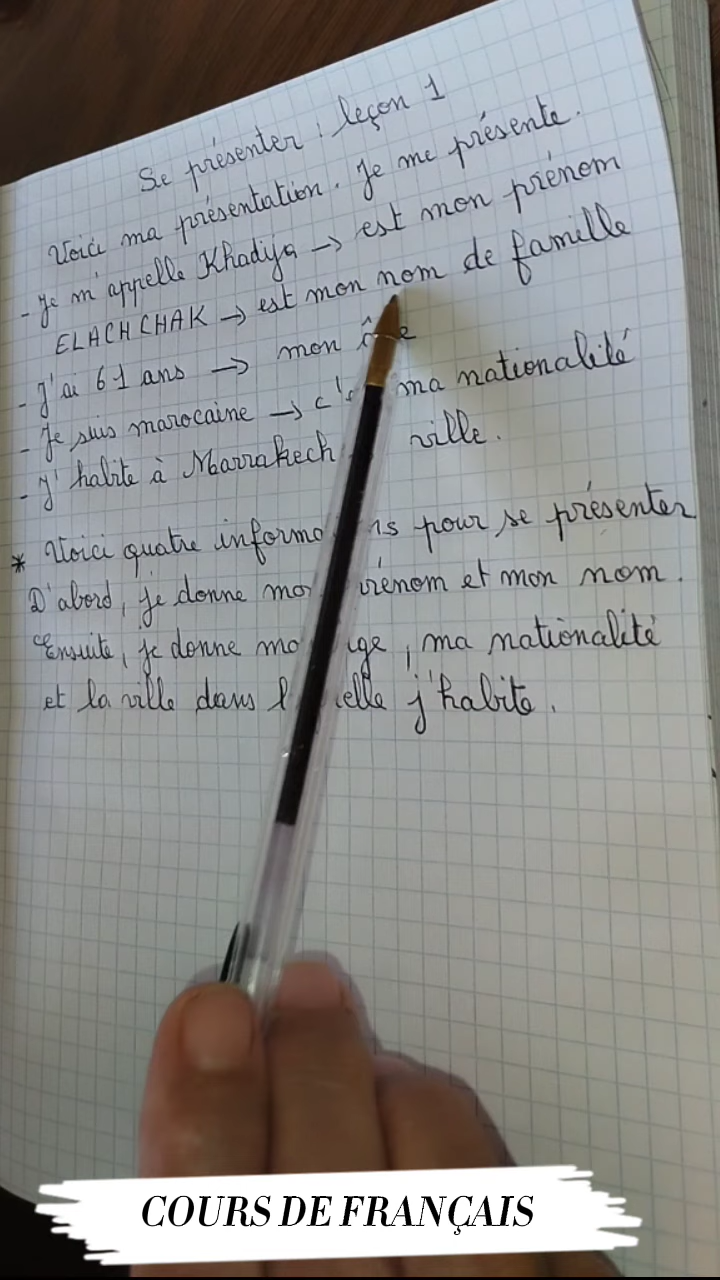 Se présenter : leçon 1
Voici ma présentation. Je me présente.
- Je m'appelle Khadija → est mon prénom
ELACHCHAK → est mon nom de famille
- J'ai 61 ans → mon
- Je suis marocaine → ma nationalité
- J'habite à Marrakech ville.
* Voici quatre pour se présenter
D'abord, je donne et mon nom.
Ensuite, je donne , ma nationalité
et la ville dans j'habite.
COURS DE FRANÇAIS